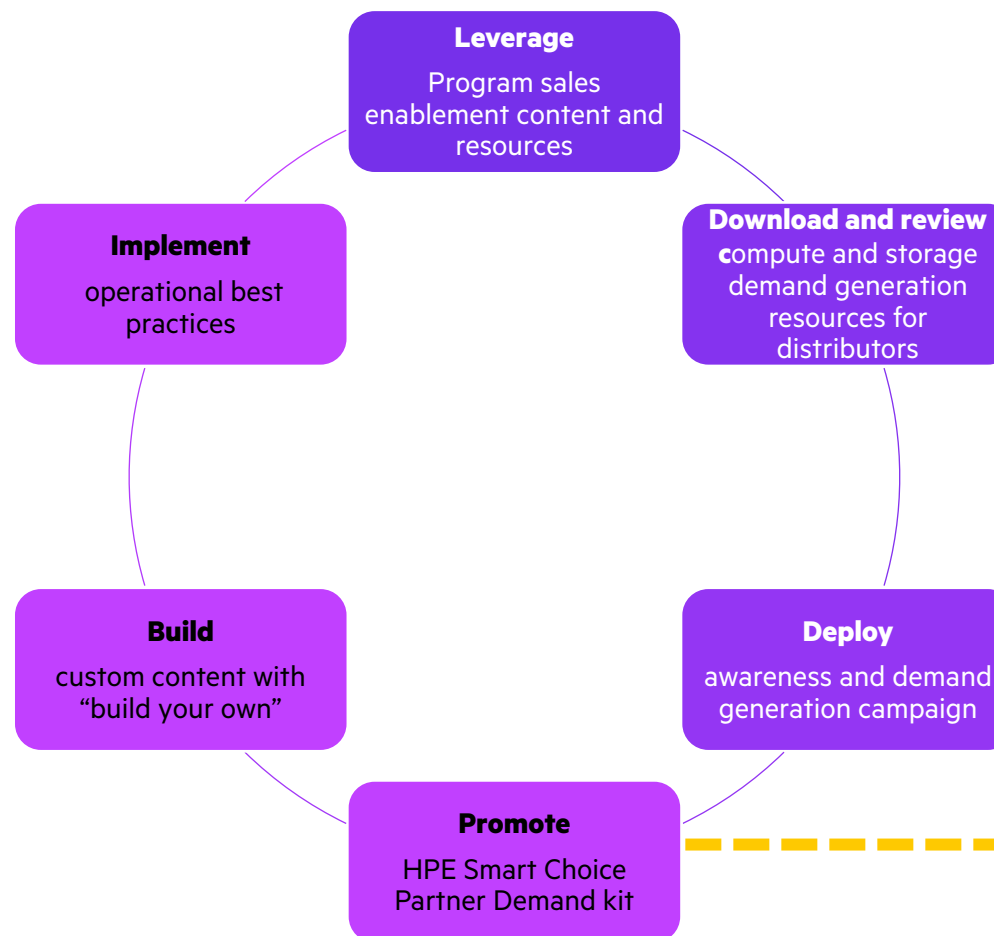 Leverage
Program sales
enablement content and
resources
Download and review
compute and storage
demand generation
resources for
distributors
Deploy
awareness and demand
generation campaign
Promote
HPE Smart Choice
Partner Demand kit
Build
custom content with
“build your own”
Implement
operational best
practices